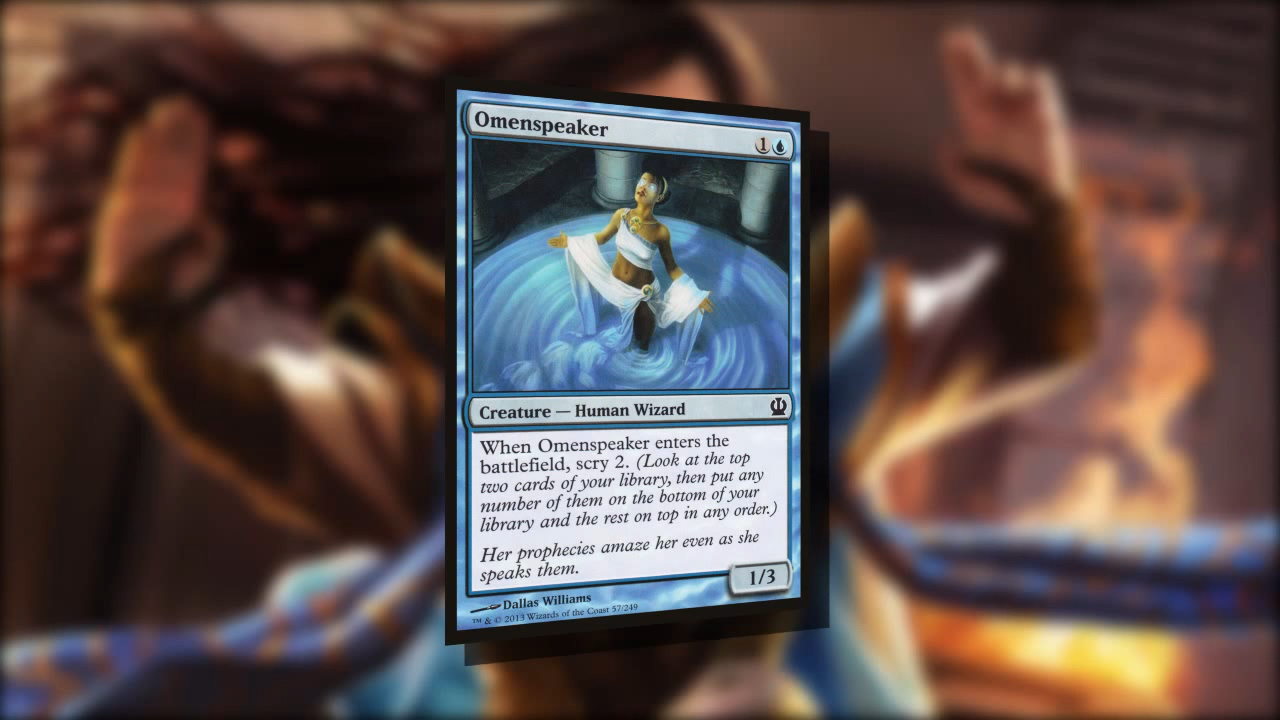 Omenspeaker
1
Creature — Human Wizard
When Omenspeaker enters the
battlefield, scry 2. (Look at the top
two cards of your library, then put any
number of them on the bottom of your
library and the rest on top in any order.)
Her prophecies amaze her even as she
speaks them.
1/3
Dallas Williams
™ & © 2013 Wizards of the Coast 57/249